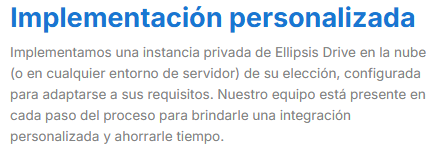 Implementación personalizada
Implementamos una instancia privada de Ellipsis Drive en la nube
(o en cualquier entorno de servidor) de su elección, configurada
para adaptarse a sus requisitos. Nuestro equipo está presente en
cada paso del proceso para brindarle una integración
personalizada y ahorrarle tiempo.